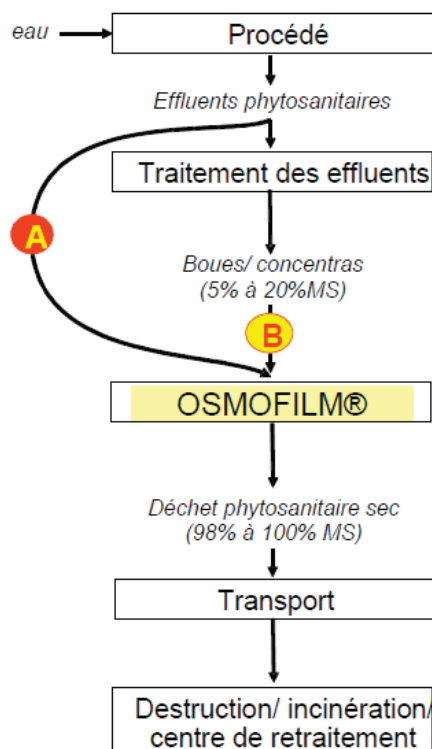 eau
Procédé
Effluents phytosanitaires
Traitement des effluents
A
Boues/ concentras
(5% à 20%MS)
B
OSMOFILM®
Déchet phytosanitaire sec
(98% à 100% MS)
Transport
Destruction/ incinération/
centre de retraitement